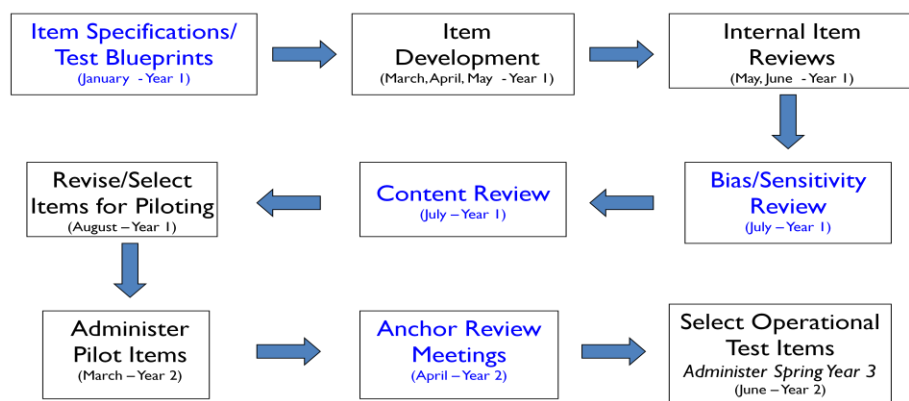 Item Specifications/
Test Blueprints
(January - Year 1)
Item
Development
(March, April, May - Year 1)
Internal Item
Reviews
(May, June - Year 1)
Bias/Sensitivity
Review
(July – Year 1)
Content Review
(July – Year 1)
Revise/Select
Items for Piloting
(August – Year 1)
Administer
Pilot Items
(March – Year 2)
Anchor Review
Meetings
(April – Year 2)
Select Operational
Test Items
Administer Spring Year 3
(June – Year 2)